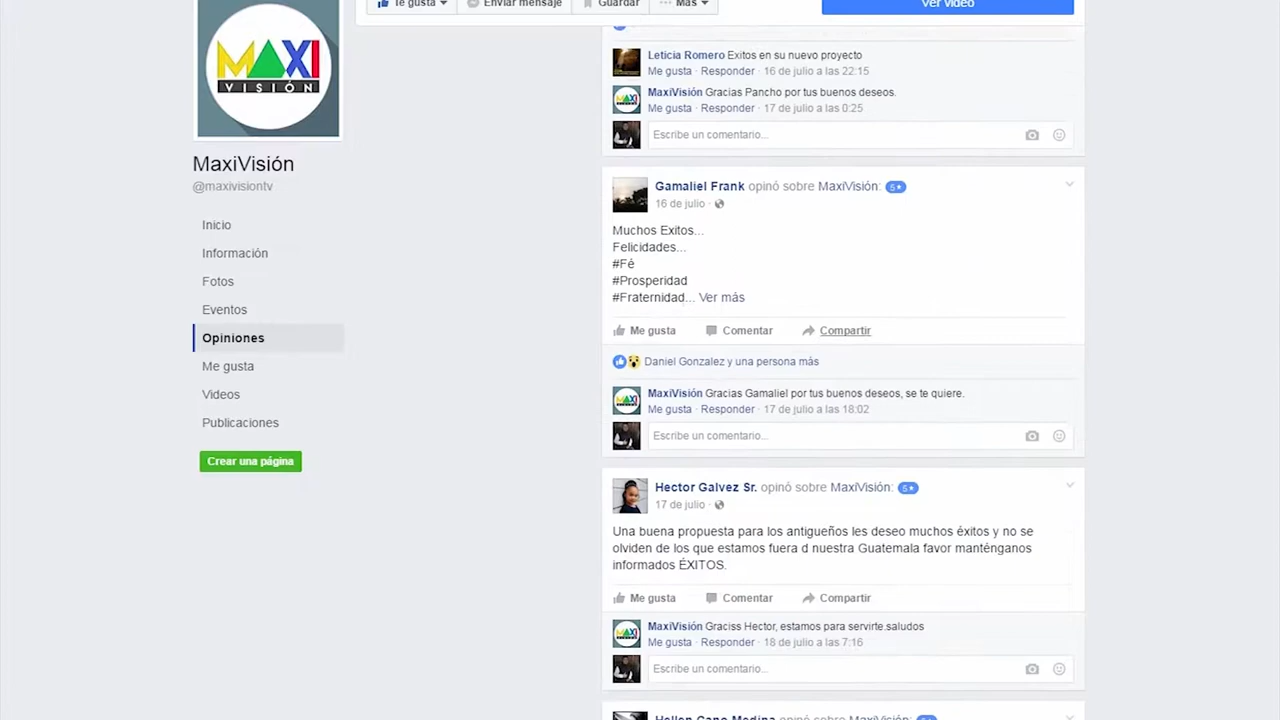 Te gusta
Enviar mensaje
Guardar
Más
Ver video
MAXI
VISIÓN
MaxiVisión
@maxivisiontv
Inicio
Información
Fotos
Eventos
Opiniones
Me gusta
Videos
Publicaciones
Crear una página
Leticia Romero Exitos en su nuevo proyecto
Me gusta · Responder · 16 de julio a las 22:15
MaxiVisión Gracias Pancho por tus buenos deseos.
Me gusta · Responder · 17 de julio a las 0:25
Escribe un comentario...
Gamaliel Frank opinó sobre MaxiVisión: 5★
16 de julio ·
Muchos Exitos...
Felicidades...
#Fé
#Prosperidad
#Fraternidad... Ver más
Me gusta Comentar Compartir
Daniel Gonzalez y una persona más
MaxiVisión Gracias Gamaliel por tus buenos deseos, se te quiere.
Me gusta · Responder · 17 de julio a las 18:02
Escribe un comentario...
Hector Galvez Sr. opinó sobre MaxiVisión: 5★
17 de julio ·
Una buena propuesta para los antigueños les deseo muchos éxitos y no se
olviden de los que estamos fuera d nuestra Guatemala favor manténganos
informados ÉXITOS.
Me gusta Comentar Compartir
MaxiVisión Graciss Hector, estamos para servirte.saludos
Me gusta · Responder · 18 de julio a las 7:16
Escribe un comentario...
Hellen Cano Medina opinó sobre MaxiVisión: 5★